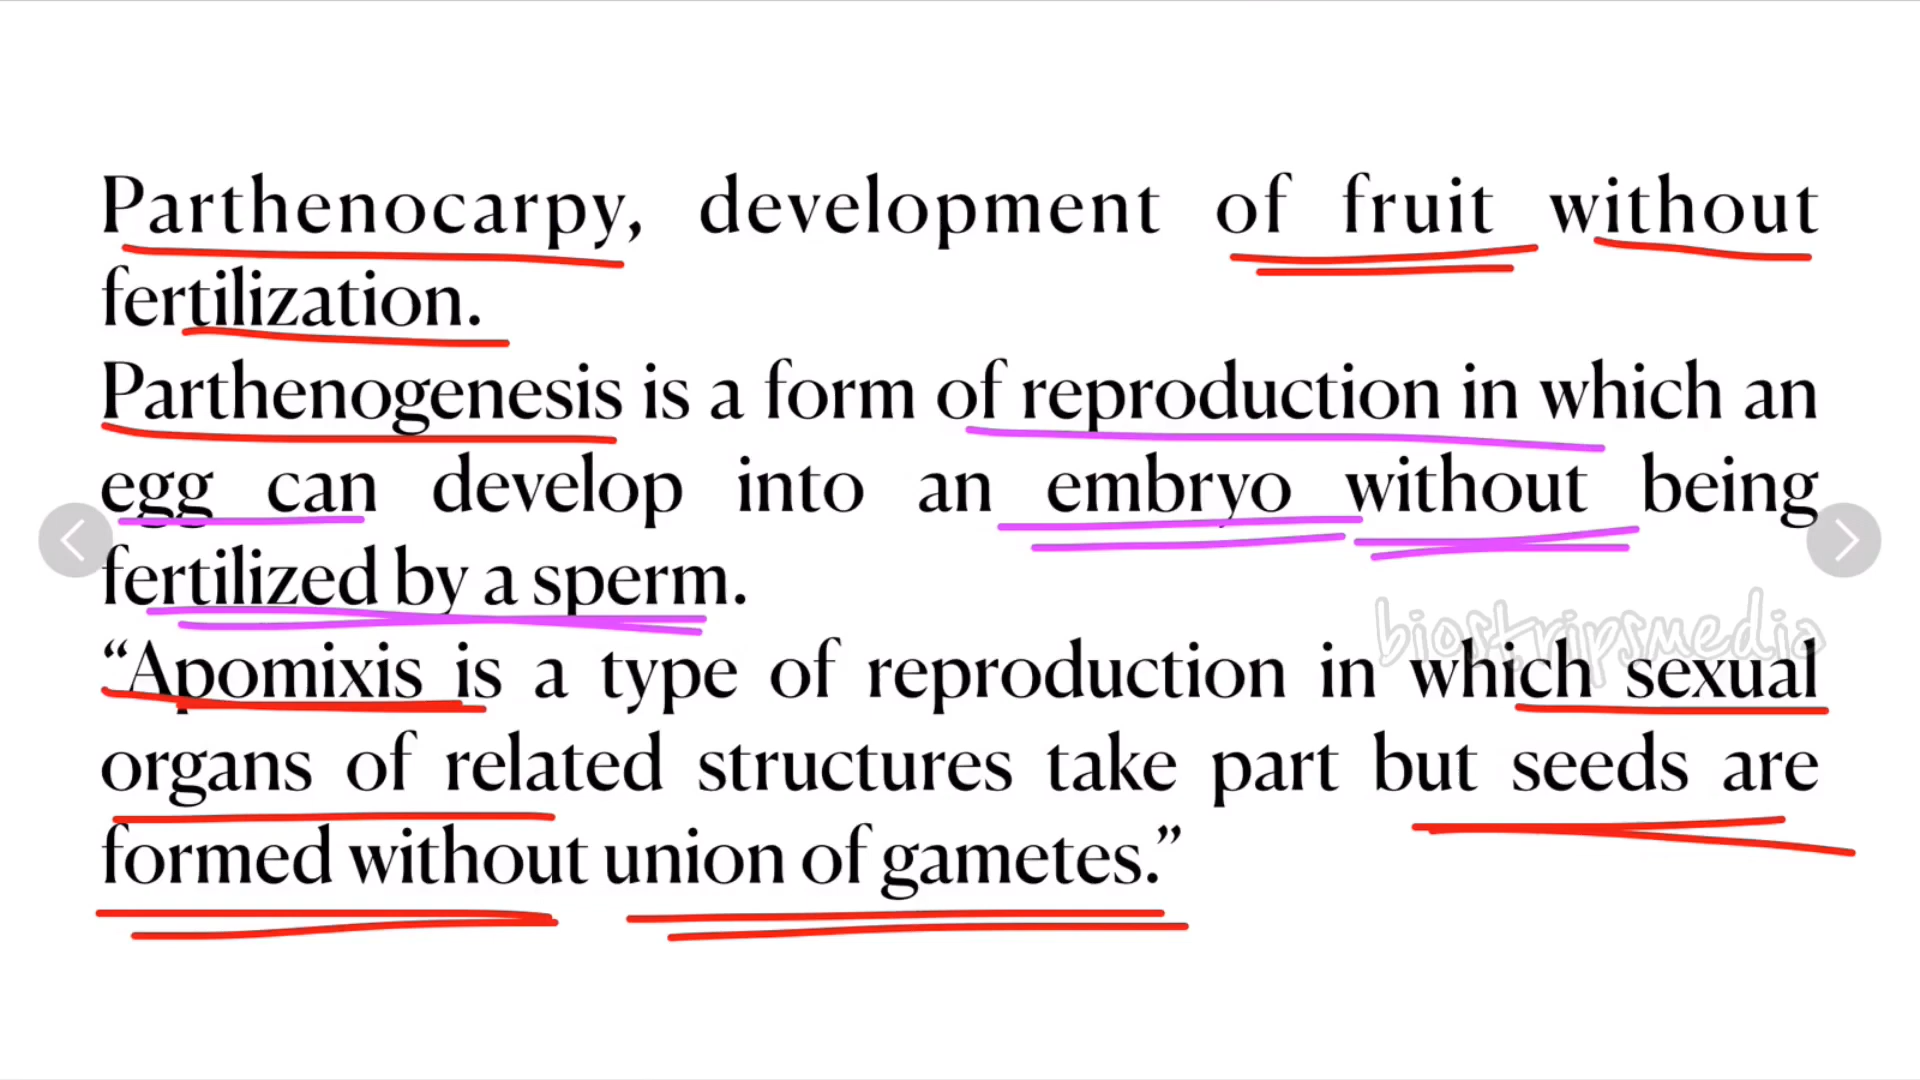 Parthenocarpy, development of fruit without
fertilization.
Parthenogenesis is a form of reproduction in which an
egg can develop into an embryo without being
fertilized by a sperm.
“Apomixis is a type of reproduction in which sexual
organs of related structures take part but seeds are
formed without union of gametes.”
biostripsmedia